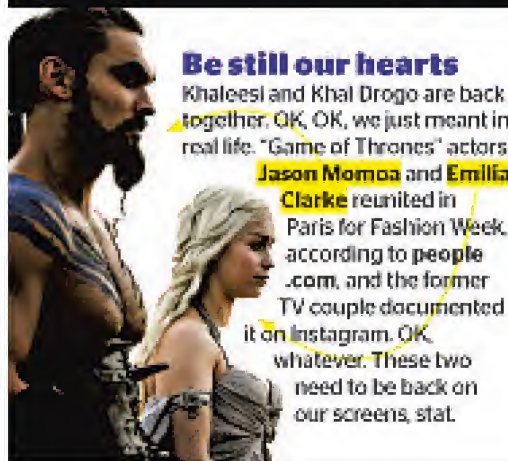 Be still our hearts
Khaleesi and Khal Drogo are back
together. OK, OK, we just meant in
real life. "Game of Thrones" actors
Jason Momoa and Emilia
Clarke reunited in
Paris for Fashion Week,
according to people
.com, and the former
TV couple documented
it on Instagram. OK,
whatever. These two
need to be back on
our screens, stat.